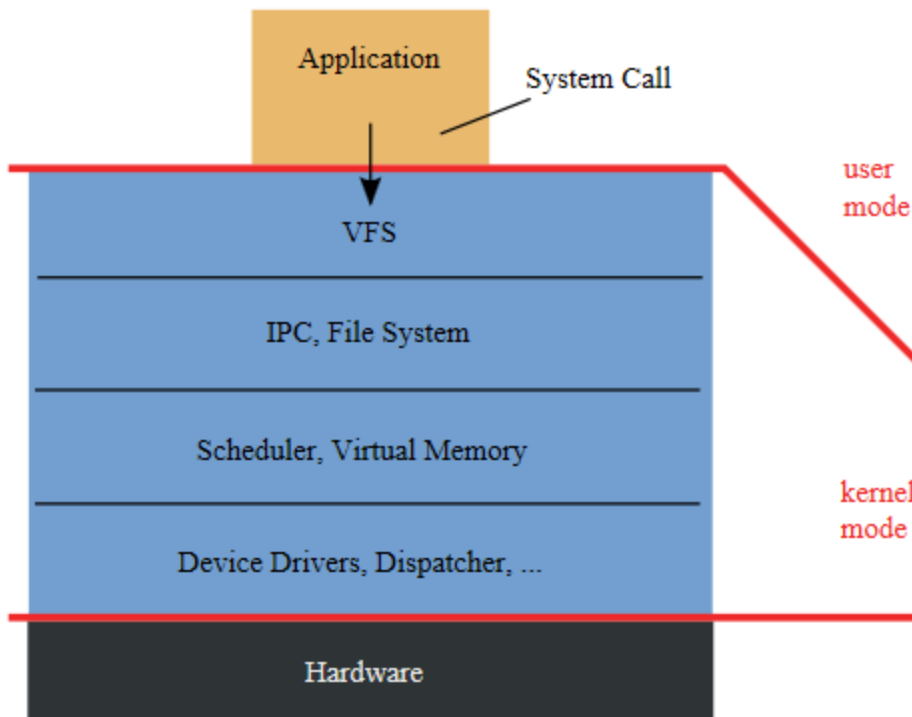 Application
System Call
user
mode
VFS
IPC, File System
Scheduler, Virtual Memory
kernel
mode
Device Drivers, Dispatcher, ...
Hardware